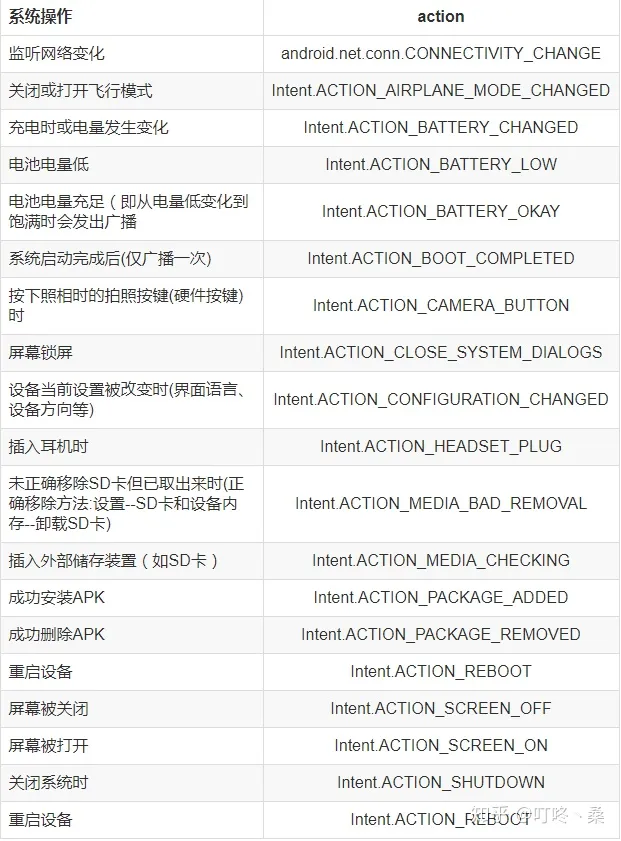 系统操作 action
监听网络变化 android.net.conn.CONNECTIVITY_CHANGE
关闭或打开飞行模式 Intent.ACTION_AIRPLANE_MODE_CHANGED
充电时或电量发生变化 Intent.ACTION_BATTERY_CHANGED
电池电量低 Intent.ACTION_BATTERY_LOW
电池电量充足（即从电量低变化到
饱满时会发出广播 Intent.ACTION_BATTERY_OKAY
系统启动完成后(仅广播一次) Intent.ACTION_BOOT_COMPLETED
按下照相时的拍照按键(硬件按键)
时 Intent.ACTION_CAMERA_BUTTON
屏幕锁屏 Intent.ACTION_CLOSE_SYSTEM_DIALOGS
设备当前设置被改变时(界面语言、
设备方向等) Intent.ACTION_CONFIGURATION_CHANGED
插入耳机时 Intent.ACTION_HEADSET_PLUG
未正确移除SD卡但已取出来时(正
确移除方法:设置--SD卡和设备内
存--卸载SD卡) Intent.ACTION_MEDIA_BAD_REMOVAL
插入外部储存装置（如SD卡） Intent.ACTION_MEDIA_CHECKING
成功安装APK Intent.ACTION_PACKAGE_ADDED
成功删除APK Intent.ACTION_PACKAGE_REMOVED
重启设备 Intent.ACTION_REBOOT
屏幕被关闭 Intent.ACTION_SCREEN_OFF
屏幕被打开 Intent.ACTION_SCREEN_ON
关闭系统时 Intent.ACTION_SHUTDOWN
重启设备 Intent.ACTION_REBOOT
知乎 @叮咚丶桑